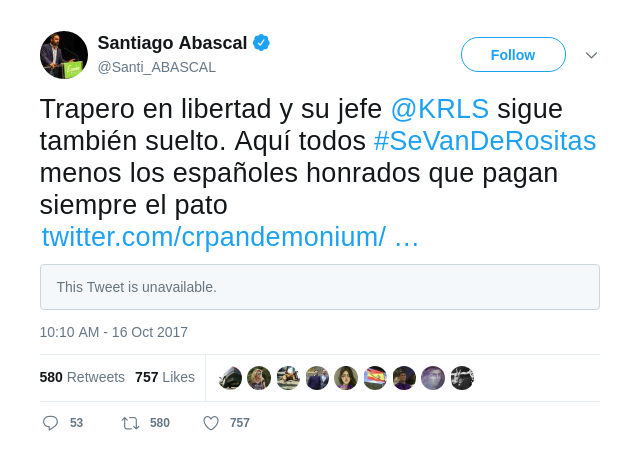 Santiago Abascal
@Santi_ABASCAL
Follow
Trapero en libertad y su jefe @KRLS sigue
también suelto. Aquí todos #SeVanDeRositas
menos los españoles honrados que pagan
siempre el pato
twitter.com/crpandemonium/ …
This Tweet is unavailable.
10:10 AM - 16 Oct 2017
580 Retweets 757 Likes
53 580 757